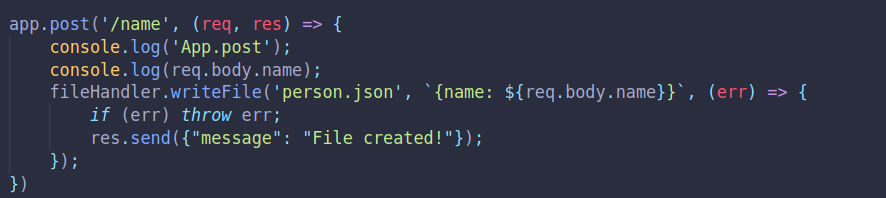 app.post('/name', (req, res) => {
    console.log('App.post');
    console.log(req.body.name);
    fileHandler.writeFile('person.json', `{name: ${req.body.name}}`, (err) => {
        if (err) throw err;
        res.send({"message": "File created!"});
    });
})